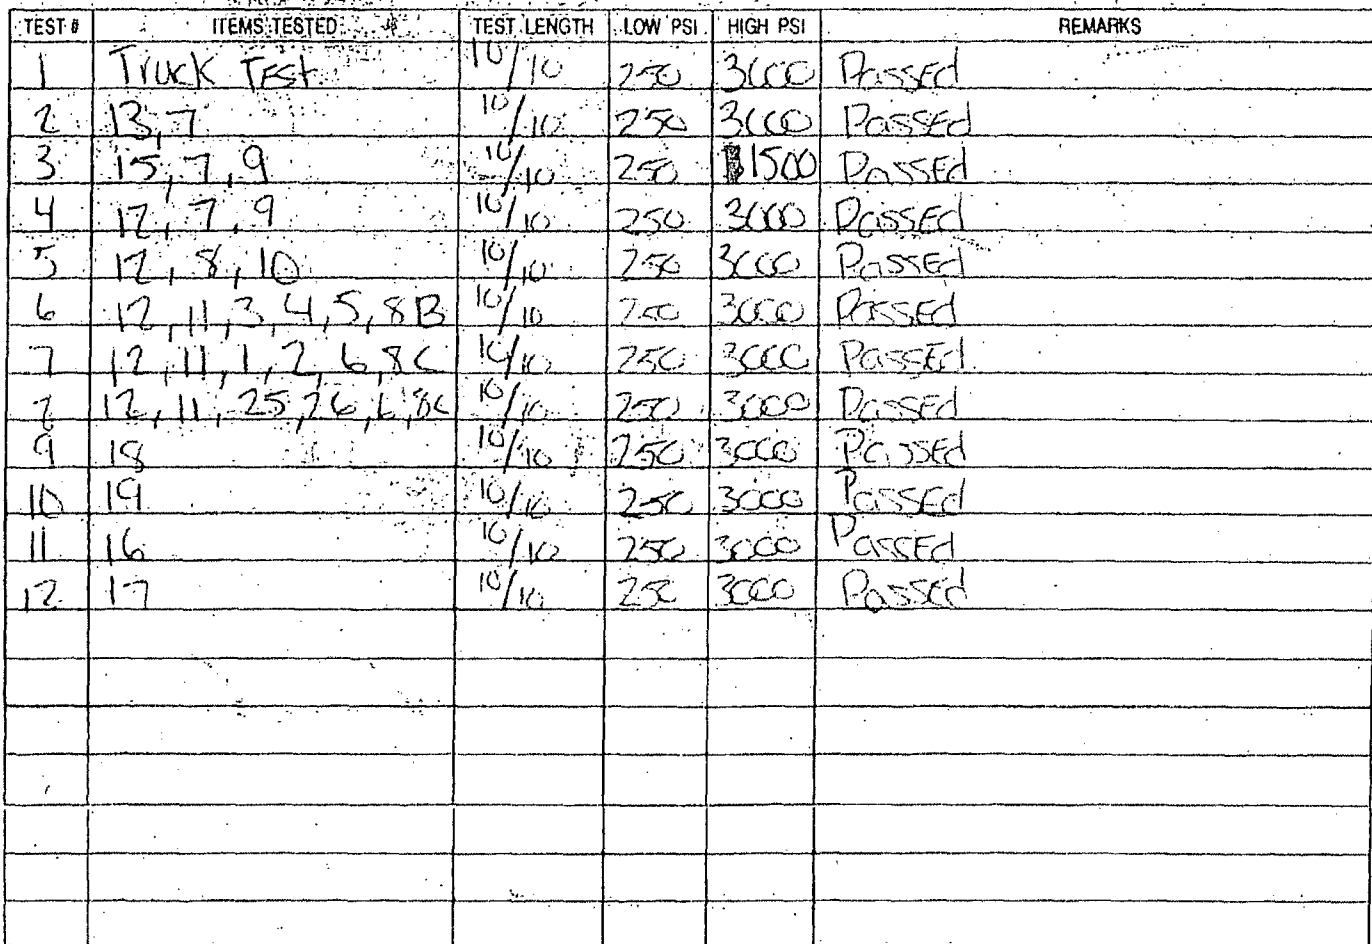 TEST # ITEMS TESTED TEST LENGTH LOW PSI HIGH PSI REMARKS
1 Truck TEst 10/10 250 3000 PassEd
2 13, 7 10/10 250 3000 PassEd
3 15, 7, 9 10/10 250 1500 PassEd
4 12, 7, 9 10/10 250 3000 PassEd
5 12, 8, 10 10/10 250 3000 PassEd
6 12, 11, 3, 4, 5, 8B 10/10 250 3000 PassEd
7 12, 11, 1, 2, 6, 8C 10/10 250 3000 PassEd
12, 11, 25, 26, 6, 8C 10/10 250 3000 PassEd
9 18 10/10 250 3000 PassEd
10 19 10/10 250 3000 PassEd
11 16 10/10 250 3000 PassEd
12 17 10/10 250 3000 PassEd